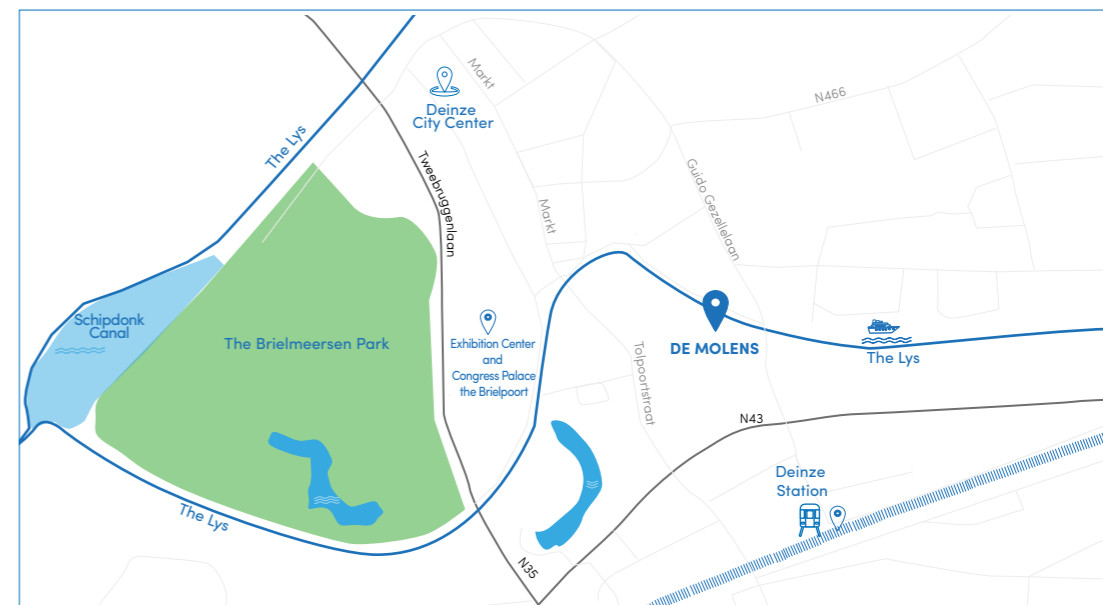 Markt
Deinze
City Center
N466
The Lys
Tweebruggenlaan
Guido Gezellelaan
Markt
Schipdonk
Canal
The Brielmeersen Park
Exhibition Center
and
Congress Palace
the Brielpoort
Tolpoortstraat
DE MOLENS
The Lys
N43
Deinze
Station
The Lys
N35